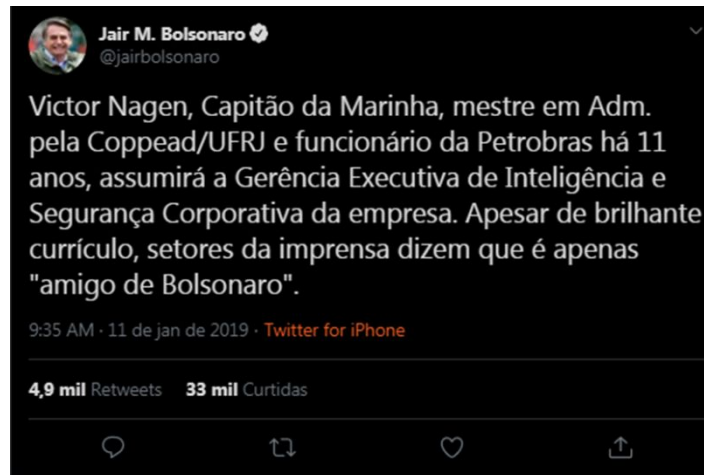 Jair M. Bolsonaro
@jairbolsonaro
Victor Nagen, Capitão da Marinha, mestre em Adm.
pela Coppead/UFRJ e funcionário da Petrobras há 11
anos, assumirá a Gerência Executiva de Inteligência e
Segurança Corporativa da empresa. Apesar de brilhante
currículo, setores da imprensa dizem que é apenas
"amigo de Bolsonaro".
9:35 AM · 11 de jan de 2019 · Twitter for iPhone
4,9 mil Retweets 33 mil Curtidas